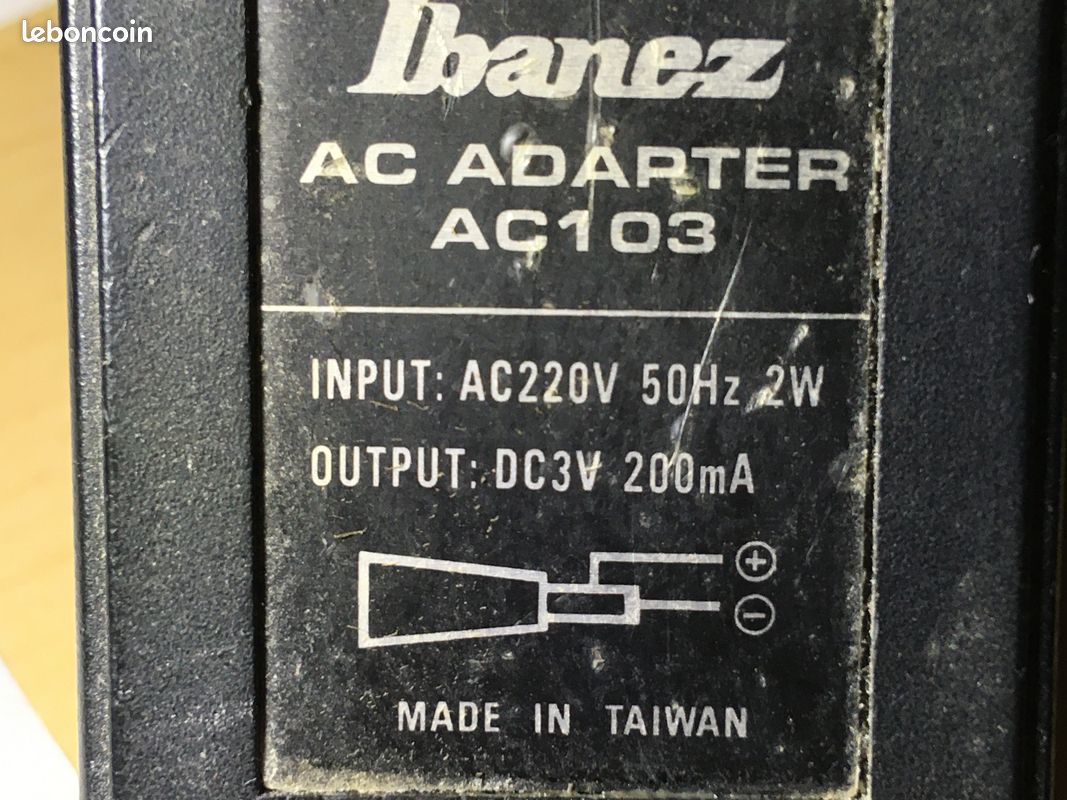 leboncoin
Ibanez
AC ADAPTER
AC103
INPUT: AC220V 50Hz 2W
OUTPUT: DC3V 200mA
+
−
MADE IN TAIWAN